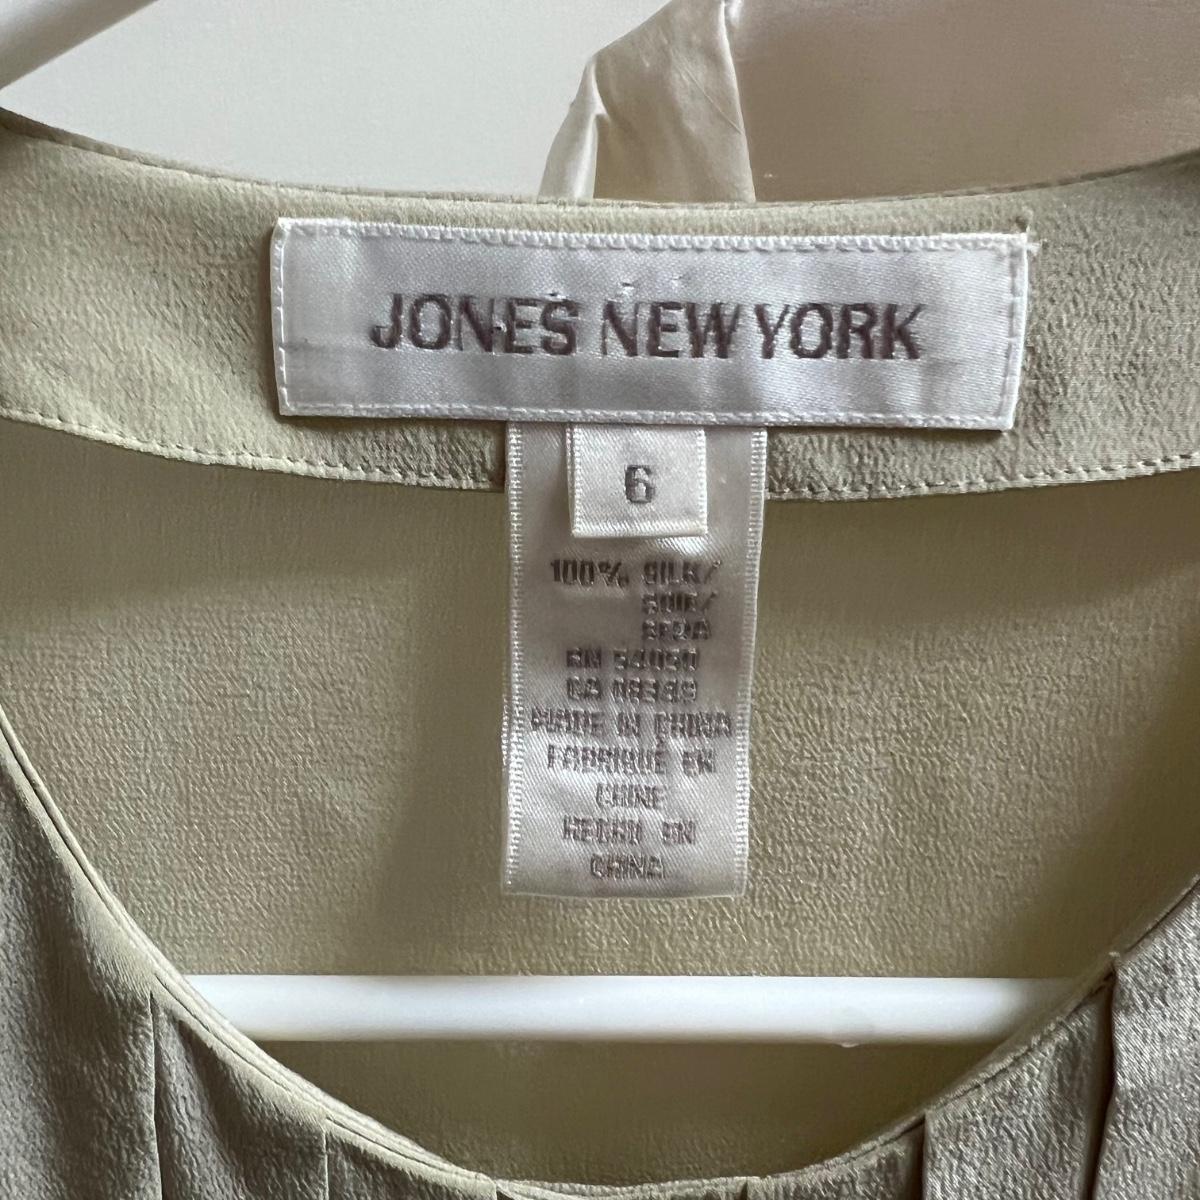 JONES NEW YORK
6
100% SILK/
SOIE/
SEDA
RN 54050
CA
MADE IN CHINA
FABRIQUÉ EN
CHINE
HECHO EN
CHINA